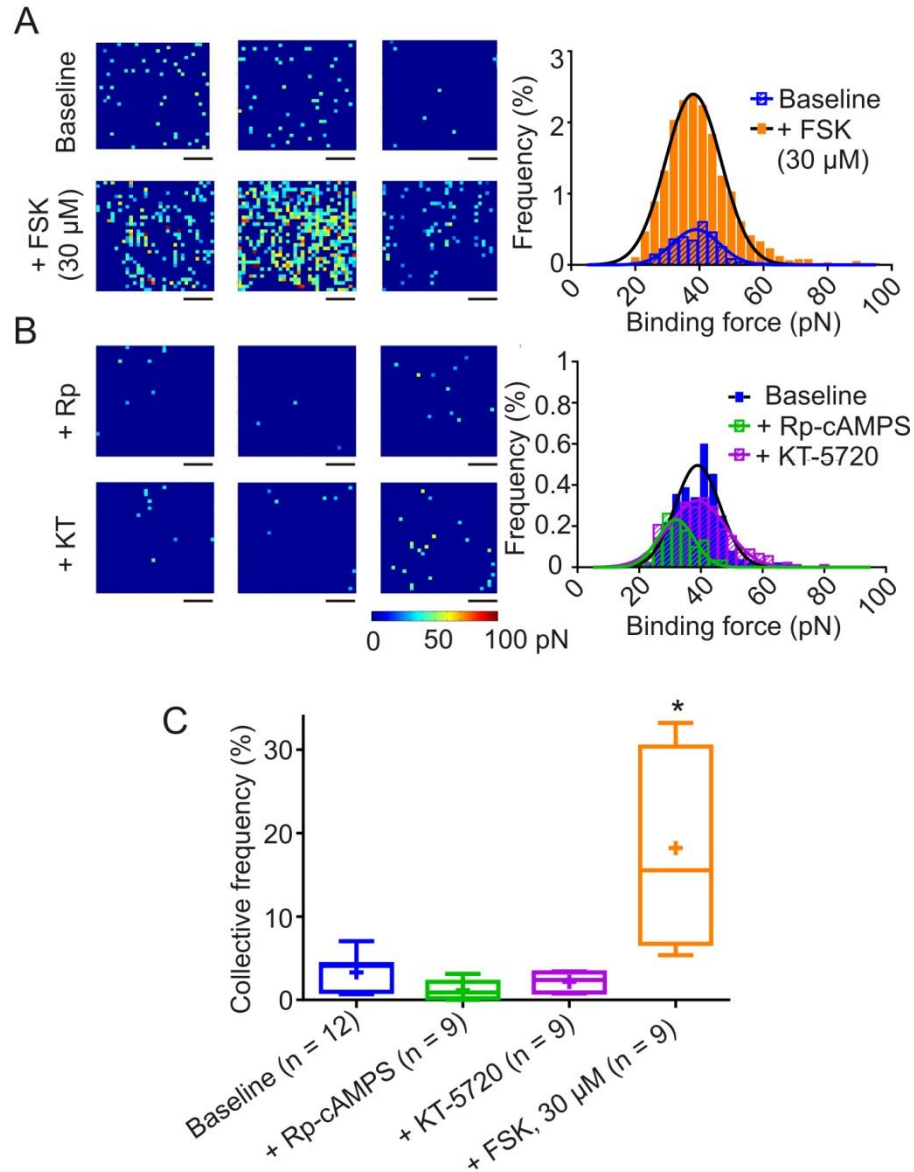 A
Baseline
+ FSK
(30 µM)
3
2
1
0
Frequency (%)
Baseline
+ FSK
(30 µM)
0 20 40 60 80 100
Binding force (pN)
B
+ Rp
+ KT
0 50 100 pN
1
0.8
0.6
0.4
0.2
0
Frequency (%)
Baseline
+ Rp-cAMPS
+ KT-5720
0 20 40 60 80 100
Binding force (pN)
C
Collective frequency (%)
30
20
10
0
*
Baseline (n = 12)
+ Rp-cAMPS (n = 9)
+ KT-5720 (n = 9)
+ FSK, 30 µM (n = 9)